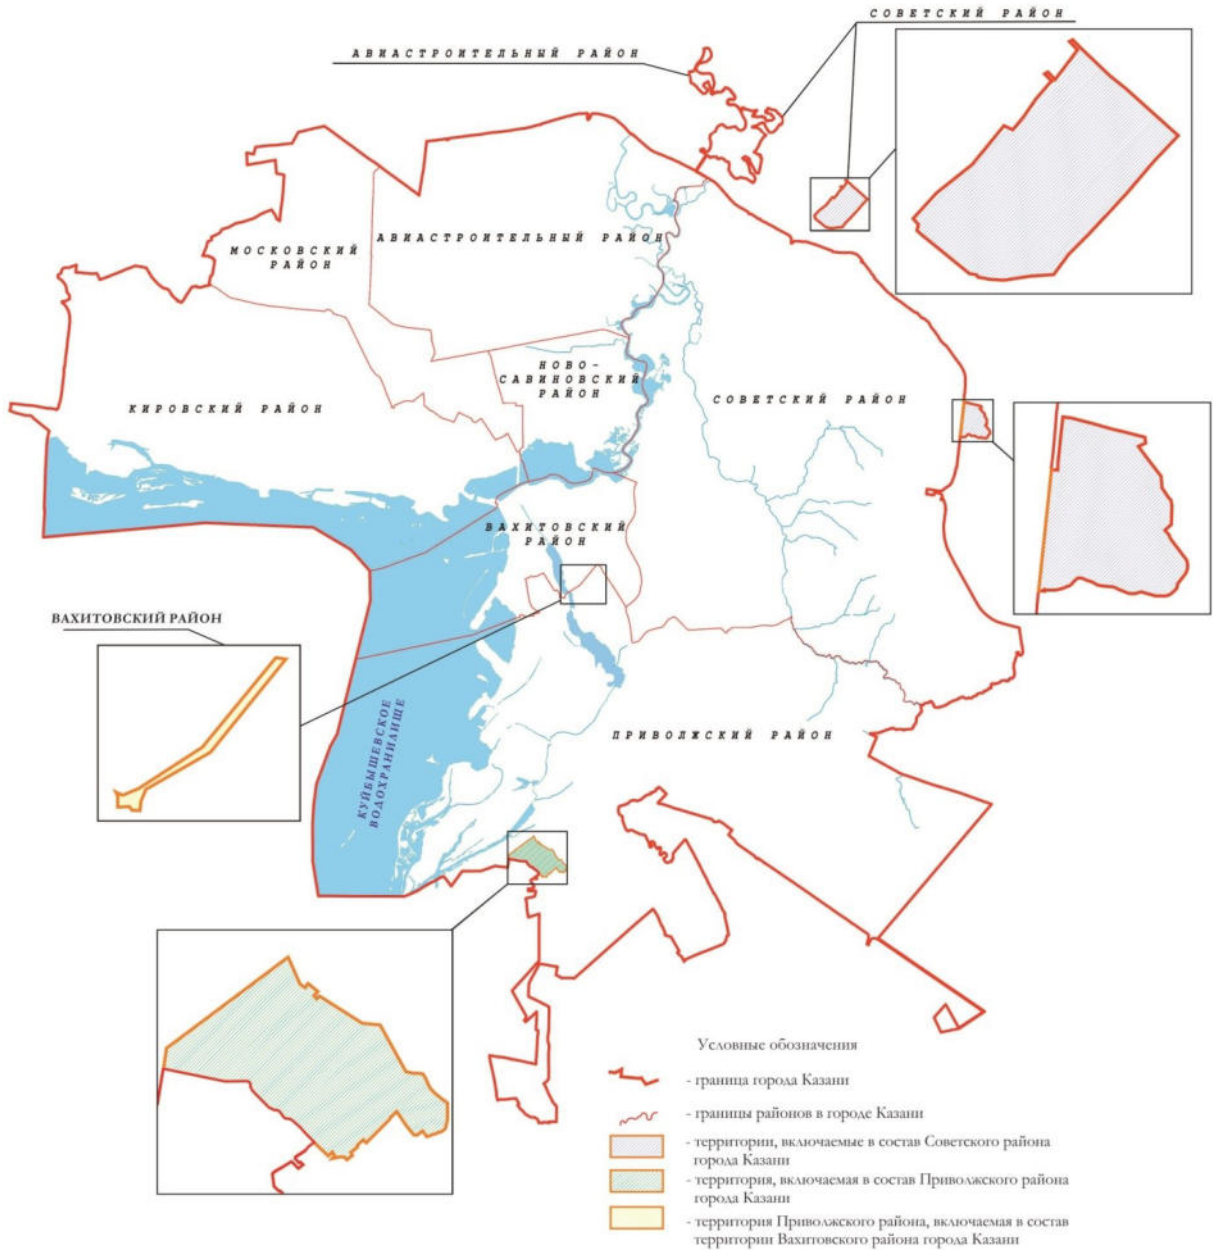 СОВЕТСКИЙ РАЙОН
АВИАСТРОИТЕЛЬНЫЙ РАЙОН
АВИАСТРОИТЕЛЬНЫЙ РАЙОН
МОСКОВСКИЙ
РАЙОН
НОВО-
САВИНОВСКИЙ
РАЙОН
КИРОВСКИЙ РАЙОН
СОВЕТСКИЙ РАЙОН
ВАХИТОВСКИЙ
РАЙОН
ВАХИТОВСКИЙ РАЙОН
КУЙБЫШЕВСКОЕ
ВОДОХРАНИЛИЩЕ
ПРИВОЛЖСКИЙ РАЙОН
Условные обозначения
- граница города Казани
- границы районов в городе Казани
- территории, включаемые в состав Советского района
города Казани
- территория, включаемая в состав Приволжского района
города Казани
- территория Приволжского района, включаемая в состав
территории Вахитовского района города Казани